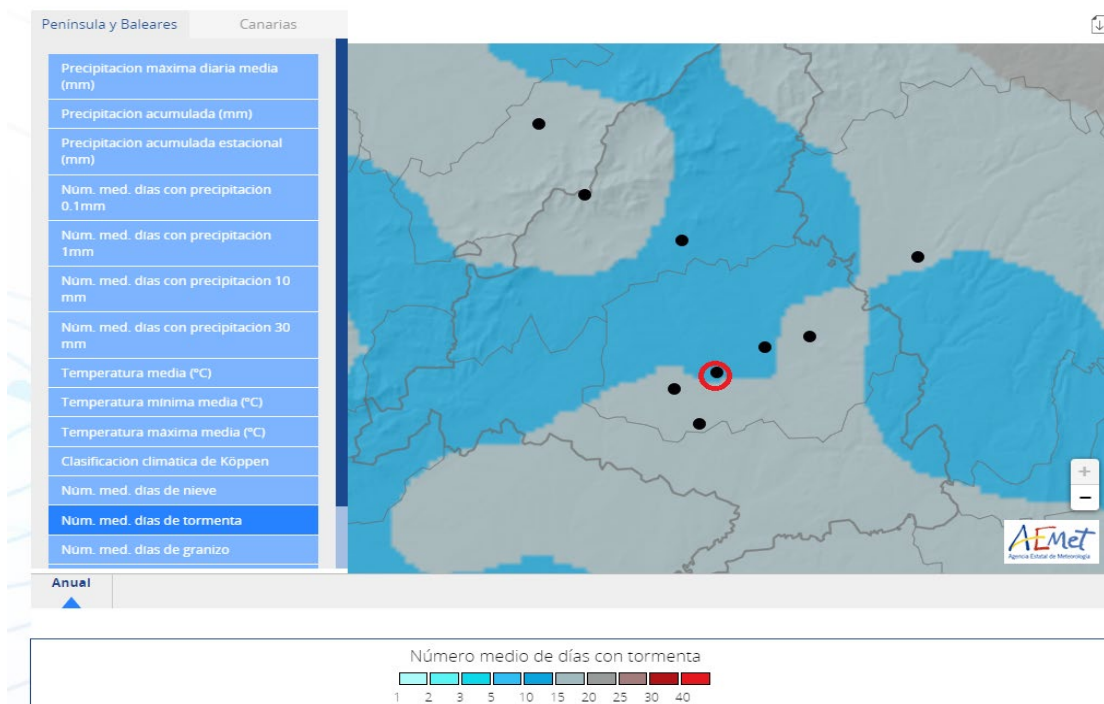 Península y Baleares
Canarias
Precipitacion máxima diaria media
(mm)
Precipitación acumulada (mm)
Precipitación acumulada estacional
(mm)
Núm. med. días con precipitación
0.1mm
Núm. med. días con precipitación
1mm
Núm. med. días con precipitación 10
mm
Núm. med. días con precipitación 30
mm
Temperatura media (°C)
Temperatura mínima media (°C)
Temperatura máxima media (°C)
Clasificación climática de Köppen
Núm. med. días de nieve
Núm. med. días de tormenta
Núm. med. días de granizo
+
−
AEmet
Agencia Estatal de Meteorología
Anual
Número medio de días con tormenta
1 2 3 5 10 15 20 25 30 40